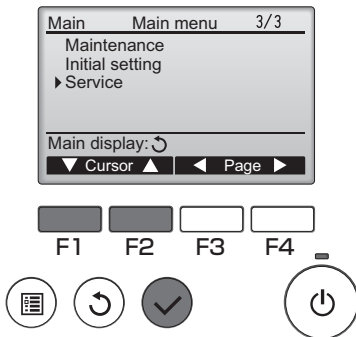 Main Main menu 3/3
Maintenance
Initial setting
Service
Main display:
Cursor Page
F1 F2 F3 F4